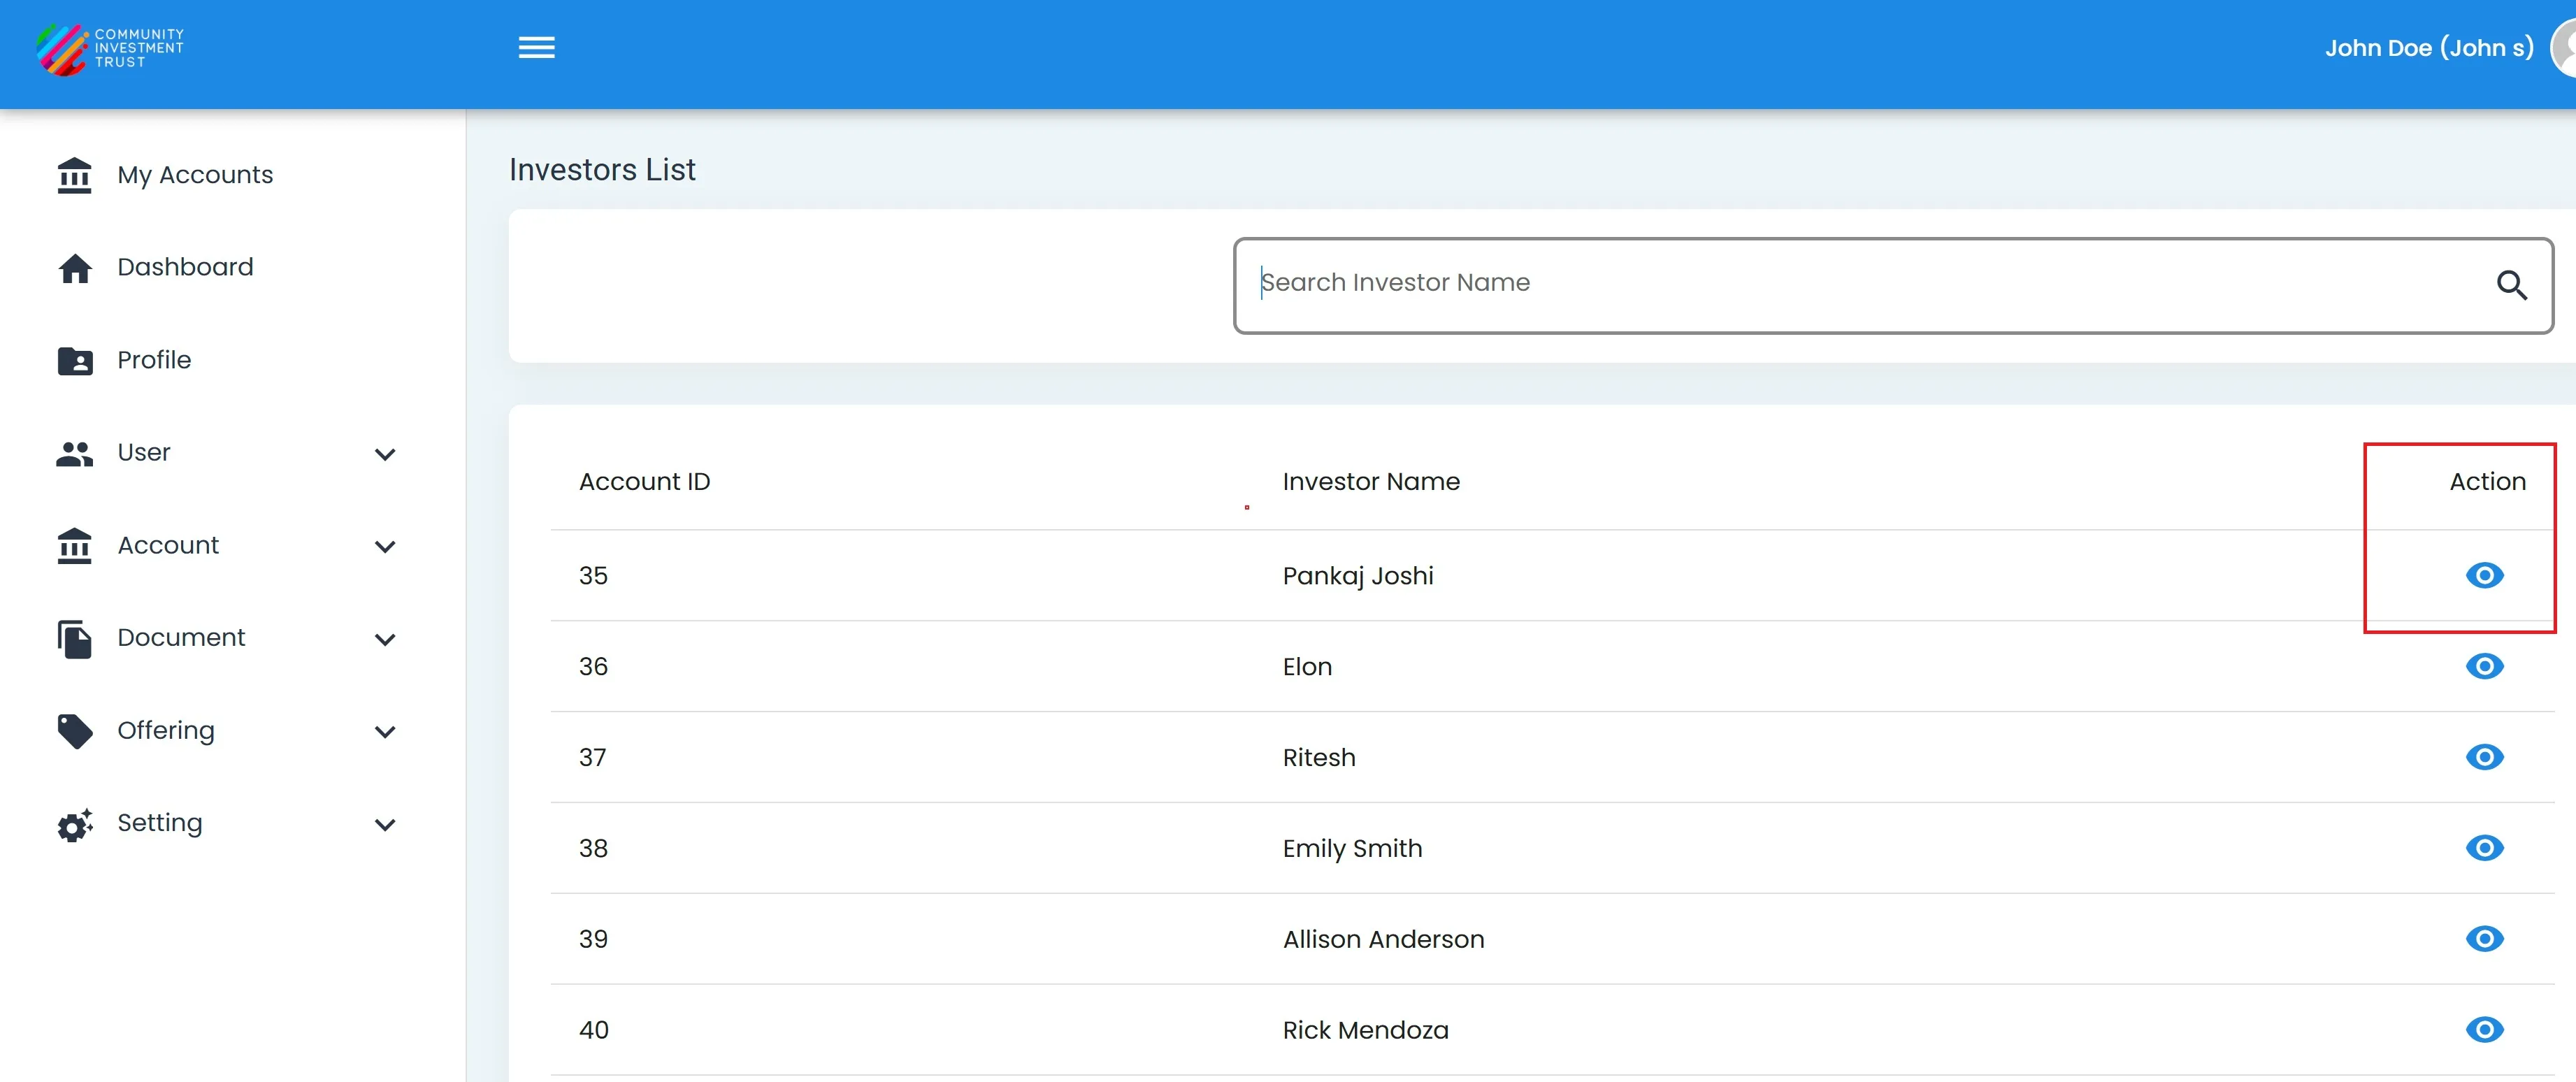 COMMUNITY
INVESTMENT
TRUST
John Doe (John s)
My Accounts
Dashboard
Profile
User
Account
Document
Offering
Setting
Investors List
Search Investor Name
Account ID Investor Name Action
35 Pankaj Joshi
36 Elon
37 Ritesh
38 Emily Smith
39 Allison Anderson
40 Rick Mendoza